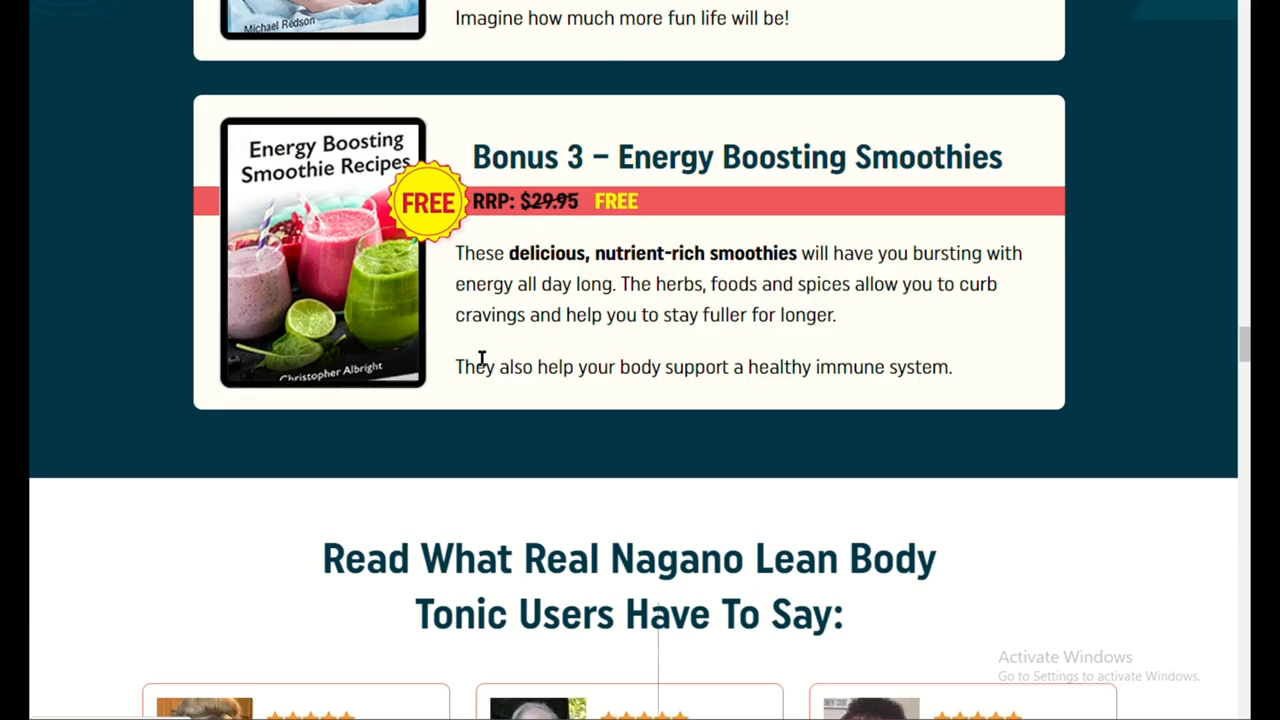 Michael Redson
Imagine how much more fun life will be!
Energy Boosting
Smoothie Recipes
FREE
Christopher Albright
Bonus 3 – Energy Boosting Smoothies
RRP: $29.95 FREE
These delicious, nutrient-rich smoothies will have you bursting with
energy all day long. The herbs, foods and spices allow you to curb
cravings and help you to stay fuller for longer.
They also help your body support a healthy immune system.
Read What Real Nagano Lean Body
Tonic Users Have To Say:
Activate Windows
Go to Settings to activate Windows.